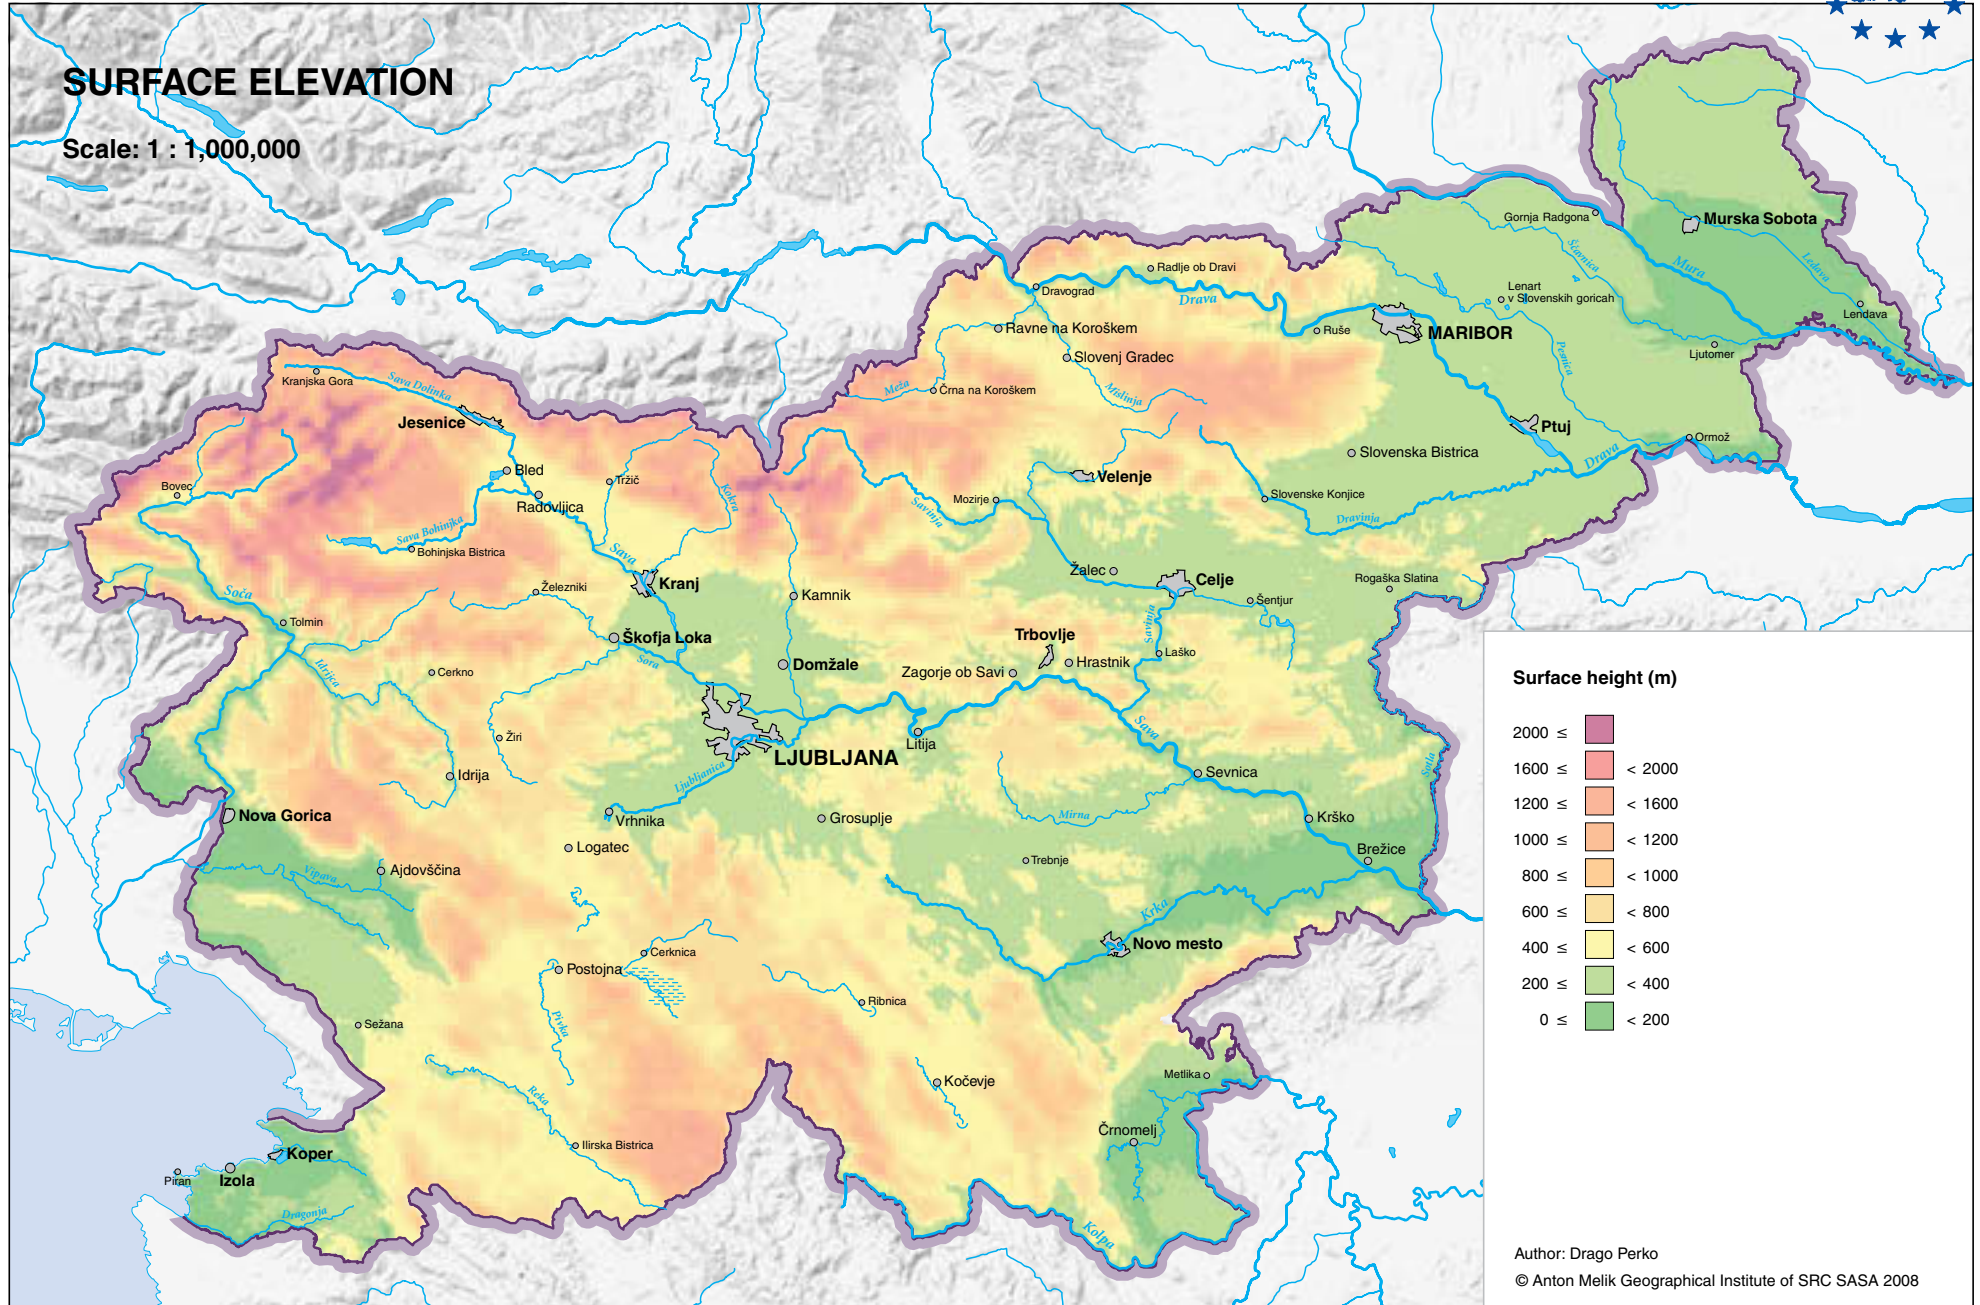 SURFACE ELEVATION
Scale: 1 : 1,000,000
Murska Sobota
Gornja Radgona
Ščavnica
Mura
Ledava
Radlje ob Dravi
Dravograd
Drava
Lenart
v Slovenskih goricah
Lendava
Ravne na Koroškem
Ruše
MARIBOR
Pesnica
Ljutomer
Slovenj Gradec
Kranjska Gora
Sava Dolinka
Meža
Črna na Koroškem
Mislinja
Jesenice
Ptuj
Ormož
Bled
Slovenska Bistrica
Drava
Bovec
Tržič
Kokra
Velenje
Radovljica
Mozirje
Slovenske Konjice
Savinja
Dravinja
Sava Bohinjka
Bohinjska Bistrica
Sava
Žalec
Celje
Rogaška Slatina
Kranj
Soča
Železniki
Kamnik
Šentjur
Tolmin
Škofja Loka
Trbovlje
Savinja
Sora
Domžale
Hrastnik
Laško
Idrijca
Cerkno
Zagorje ob Savi
Žiri
Sava
Litija
LJUBLJANA
Idrija
Ljubljanica
Sevnica
Sotla
Nova Gorica
Vrhnika
Grosuplje
Mirna
Krško
Logatec
Trebnje
Brežice
Vipava
Ajdovščina
Krka
Novo mesto
Cerknica
Postojna
Ribnica
Sežana
Pivka
Metlika
Kočevje
Reka
Črnomelj
Ilirska Bistrica
Koper
Piran
Izola
Dragonja
Kolpa
Surface height (m)
2000 ≤
1600 ≤ < 2000
1200 ≤ < 1600
1000 ≤ < 1200
800 ≤ < 1000
600 ≤ < 800
400 ≤ < 600
200 ≤ < 400
0 ≤ < 200
Author: Drago Perko
© Anton Melik Geographical Institute of SRC SASA 2008